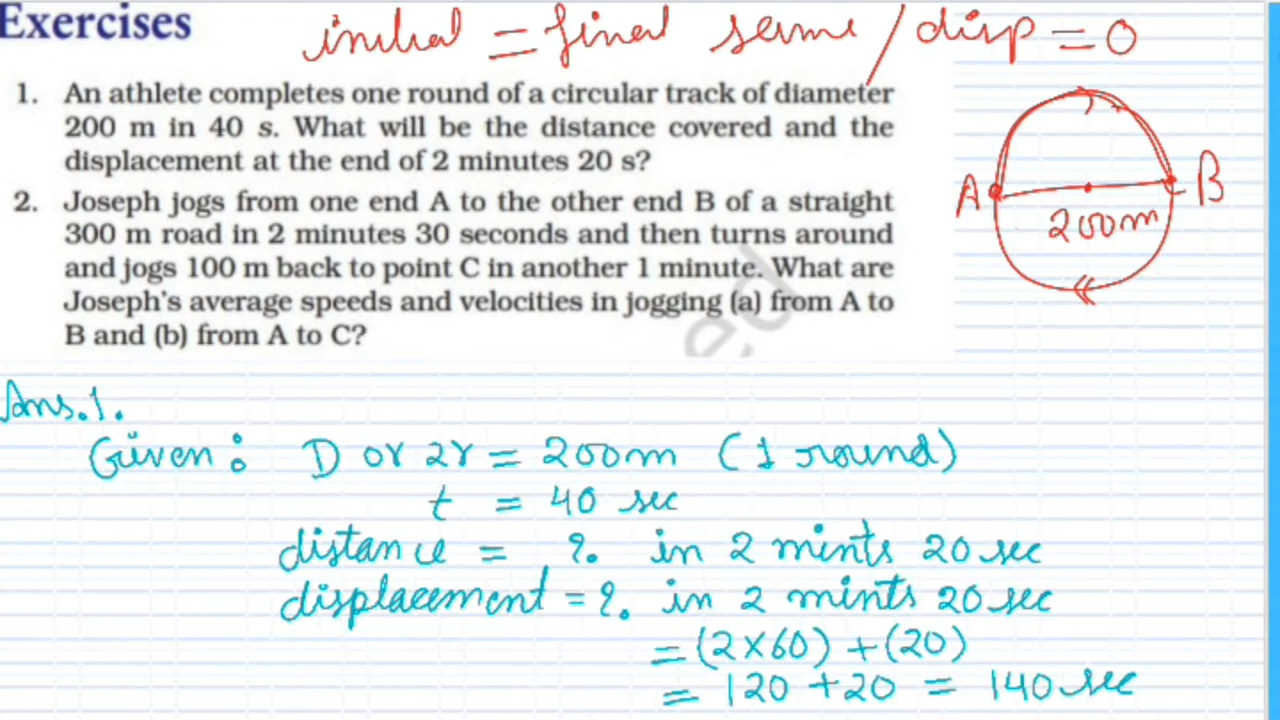 Exercises
initial = final same / disp = 0
1. An athlete completes one round of a circular track of diameter
200 m in 40 s. What will be the distance covered and the
displacement at the end of 2 minutes 20 s?
2. Joseph jogs from one end A to the other end B of a straight
300 m road in 2 minutes 30 seconds and then turns around
and jogs 100 m back to point C in another 1 minute. What are
Joseph's average speeds and velocities in jogging (a) from A to
B and (b) from A to C?
A
B
200m
Ans.1.
Given: D or 2r = 200m (1 round)
t = 40 sec
distance = ?. in 2 mints 20 sec
displacement = ?. in 2 mints 20 sec
= (2×60) + (20)
= 120 + 20 = 140 sec